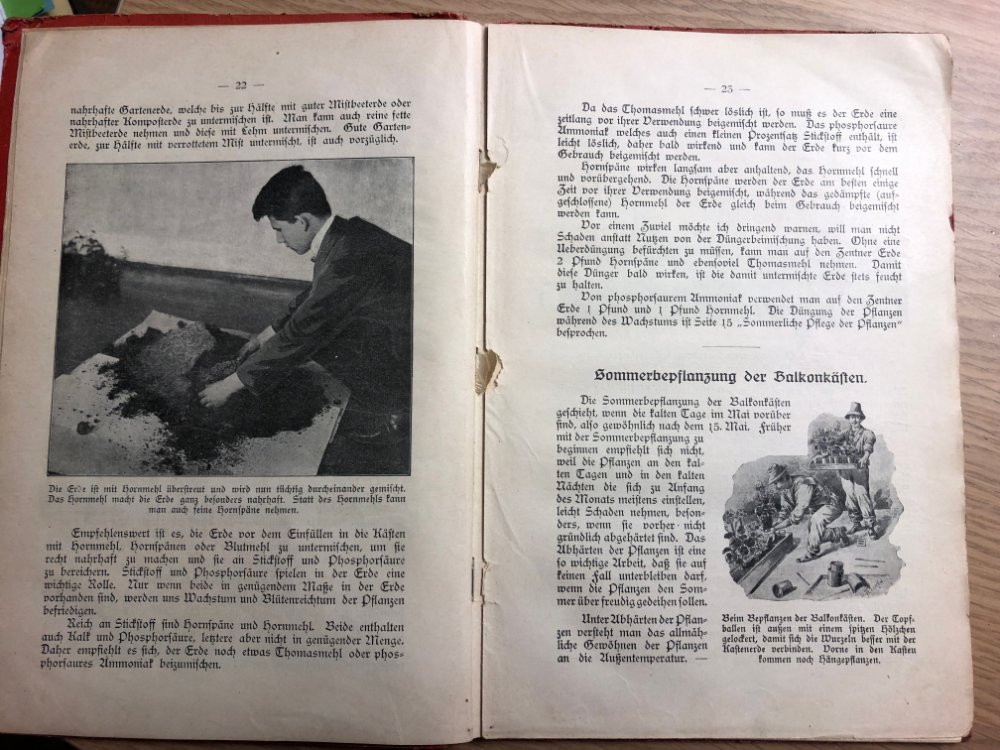 — 22 —
nahrhafte Gartenerde, welche bis zur Hälfte mit guter Mistbeeterde oder
nahrhafter Komposterde zu untermischen ist. Man kann auch reine fette
Mistbeeterde nehmen und diese mit Lehm untermischen. Gute Garten-
erde, zur Hälfte mit verrottetem Mist untermischt, ist auch vorzüglich.
Die Erde ist mit Hornmehl überstreut und wird nun tüchtig durcheinander gemischt.
Das Hornmehl macht die Erde ganz besonders nahrhaft. Statt des Hornmehls kann
man auch feine Hornspäne nehmen.
Empfehlenswert ist es, die Erde vor dem Einfüllen in die Kästen
mit Hornmehl, Hornspänen oder Blutmehl zu untermischen, um sie
recht nahrhaft zu machen und sie an Stickstoff und Phosphorsäure
zu bereichern. Stickstoff und Phosphorsäure spielen in der Erde eine
wichtige Rolle. Nur wenn beide in genügendem Maße in der Erde
vorhanden sind, werden uns Wachstum und Blütenreichtum der Pflanzen
befriedigen.
Reich an Stickstoff sind Hornspäne und Hornmehl. Beide enthalten
auch Kalk und Phosphorsäure, letztere aber nicht in genügender Menge.
Daher empfiehlt es sich, der Erde noch etwas Thomasmehl oder phos-
phorsaures Ammoniak beizumischen.
— 23 —
Da das Thomasmehl schwer löslich ist, so muß es der Erde eine
zeitlang vor ihrer Verwendung beigemischt werden. Das phosphorsaure
Ammoniak welches auch einen kleinen Prozentsatz Stickstoff enthält, ist
leicht löslich, daher bald wirkend und kann der Erde kurz vor dem
Gebrauch beigemischt werden.
Hornspäne wirken langsam aber anhaltend, das Hornmehl schnell
und vorübergehend. Die Hornspäne werden der Erde am besten einige
Zeit vor ihrer Verwendung beigemischt, während das gedämpfte (auf-
geschlossene) Hornmehl der Erde gleich beim Gebrauch beigemischt
werden kann.
Vor einem Zuviel möchte ich dringend warnen, will man nicht
Schaden anstatt Nutzen von der Düngerbeimischung haben. Ohne eine
Ueberdüngung befürchten zu müssen, kann man auf den Zentner Erde
2 Pfund Hornspäne und ebensoviel Thomasmehl nehmen. Damit
diese Dünger bald wirken, ist die damit untermischte Erde stets feucht
zu halten.
Von phosphorsaurem Ammoniak verwendet man auf den Zentner
Erde 1 Pfund und 1 Pfund Hornmehl. Die Düngung der Pflanzen
während des Wachstums ist Seite 15 „Sommerliche Pflege der Pflanzen“
besprochen.
Sommerbepflanzung der Balkonkästen.
Die Sommerbepflanzung der Balkonkästen
geschieht, wenn die kalten Tage im Mai vorüber
sind, also gewöhnlich nach dem 15. Mai. Früher
mit der Sommerbepflanzung zu
beginnen empfiehlt sich nicht,
weil die Pflanzen an den kal-
ten Tagen und in den kalten
Nächten die sich zu Anfang
des Monats meistens einstellen,
leicht Schaden nehmen, beson-
ders, wenn sie vorher nicht
gründlich abgehärtet sind. Das
Abhärten der Pflanzen ist eine
so wichtige Arbeit, daß sie auf
keinen Fall unterbleiben darf,
wenn die Pflanzen den Som-
mer über freudig gedeihen sollen.
Unter Abhärten der Pflan-
zen versteht man das allmäh-
liche Gewöhnen der Pflanzen
an die Außentemperatur. —
Beim Bepflanzen der Balkonkästen. Der Topf-
ballen ist außen mit einem spitzen Hölzchen
gelockert, damit sich die Wurzeln besser mit der
Kastenerde verbinden. Vorne in den Kasten
kommen noch Hängepflanzen.